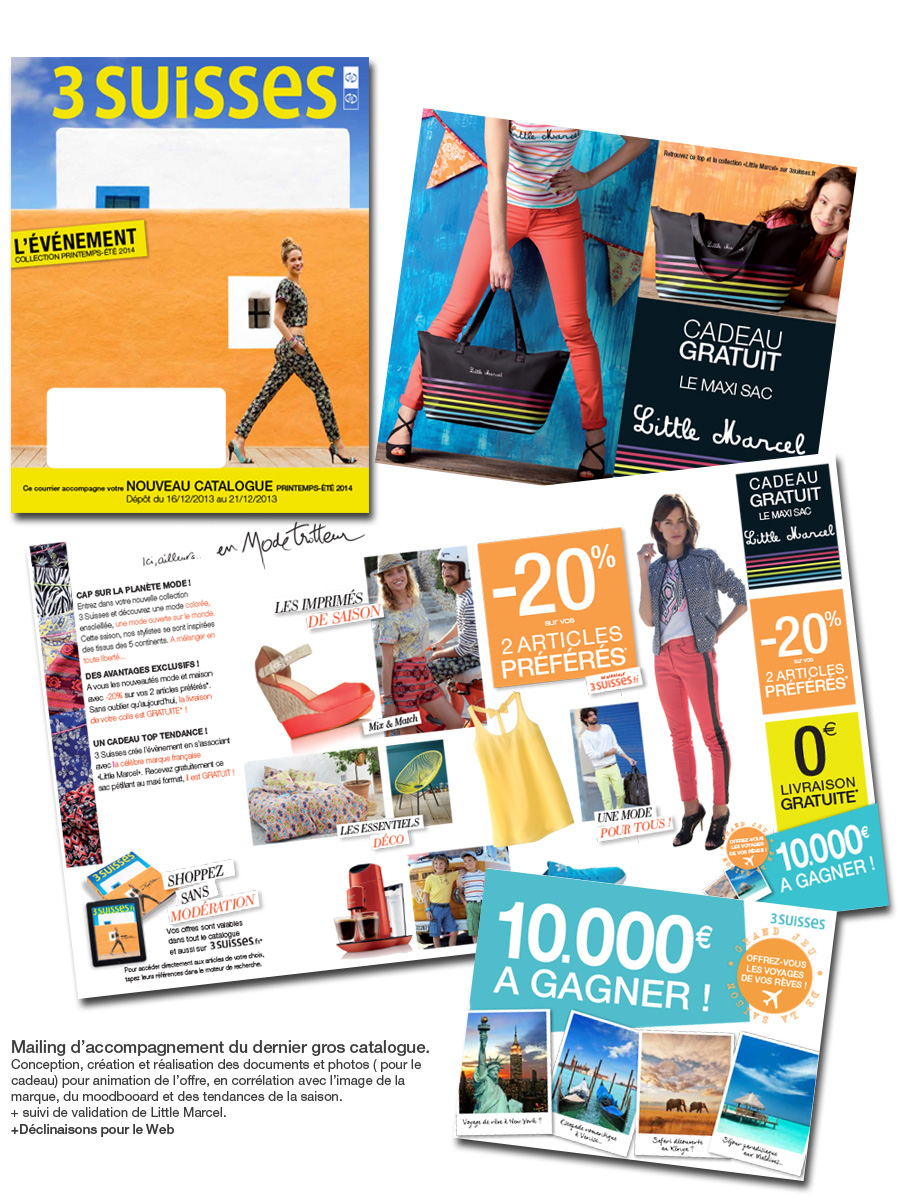 3 SUISSES
L'ÉVÉNEMENT
COLLECTION PRINTEMPS-ÉTÉ 2014
Ce courrier accompagne votre NOUVEAU CATALOGUE PRINTEMPS-ÉTÉ 2014
Dépôt du 16/12/2013 au 21/12/2013
Retrouvez ce top et la collection «Little Marcel» sur 3suisses.fr
Little Marcel
Little Marcel
CADEAU
GRATUIT
LE MAXI SAC
Little Marcel
Ici, ailleurs... en Mode trotteur
CAP SUR LA PLANÈTE MODE !
Entrez dans votre nouvelle collection
3 Suisses et découvrez une mode colorée,
ensoleillée, une mode ouverte sur le monde.
Cette saison, nos stylistes se sont inspirées
des tissus des 5 continents. A mélanger en
toute liberté...
DES AVANTAGES EXCLUSIFS !
A vous les nouveautés mode et maison
avec -20% sur vos 2 articles préférés*.
Sans oublier qu'aujourd'hui, la livraison
de votre colis est GRATUITE* !
UN CADEAU TOP TENDANCE !
3 Suisses crée l'évènement en s'associant
avec la célèbre marque française
«Little Marcel». Recevez gratuitement ce
sac pétillant au maxi format, il est GRATUIT !
LES IMPRIMÉS
DE SAISON
Mix & Match
-20%
sur vos
2 ARTICLES
PRÉFÉRÉS*
3SUISSES.fr
LES ESSENTIELS
DÉCO
UNE MODE
POUR TOUS !
CADEAU
GRATUIT
LE MAXI SAC
Little Marcel
-20%
sur vos
2 ARTICLES
PRÉFÉRÉS*
0€
LIVRAISON
GRATUITE*
GRAND JEU
OFFREZ-VOUS
LES VOYAGES
DE VOS RÊVES !
10.000€
A GAGNER !
3SUISSES
3SUISSES
SHOPPEZ
SANS
MODÉRATION
Vos offres sont valables
dans tout le catalogue
et aussi sur 3SUISSES.fr*
Pour accéder directement aux articles de votre choix,
tapez leurs références dans le moteur de recherche.
10.000€
A GAGNER !
3SUISSES
GRAND JEU DE LA SAISON
OFFREZ-VOUS
LES VOYAGES
DE VOS RÊVES !
Voyage de rêve à New York !
Escapade romantique
à Venise...
Safari découverte
au Kenya !
Séjour paradisiaque
aux Maldives...
Mailing d'accompagnement du dernier gros catalogue.
Conception, création et réalisation des documents et photos ( pour le
cadeau) pour animation de l'offre, en corrélation avec l'image de la
marque, du moodbooard et des tendances de la saison.
+ suivi de validation de Little Marcel.
+Déclinaisons pour le Web